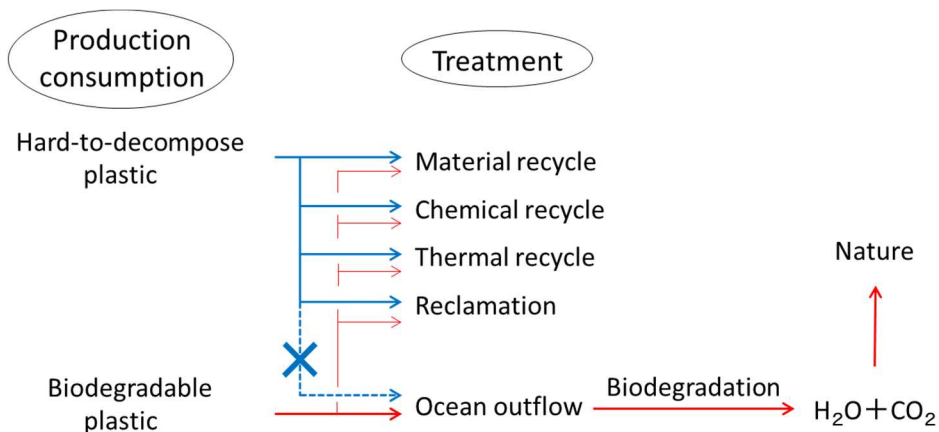 Production
consumption
Treatment
Hard-to-decompose
plastic
Material recycle
Chemical recycle
Thermal recycle
Reclamation
Nature
Biodegradable
plastic
Ocean outflow
Biodegradation
H₂O+CO₂